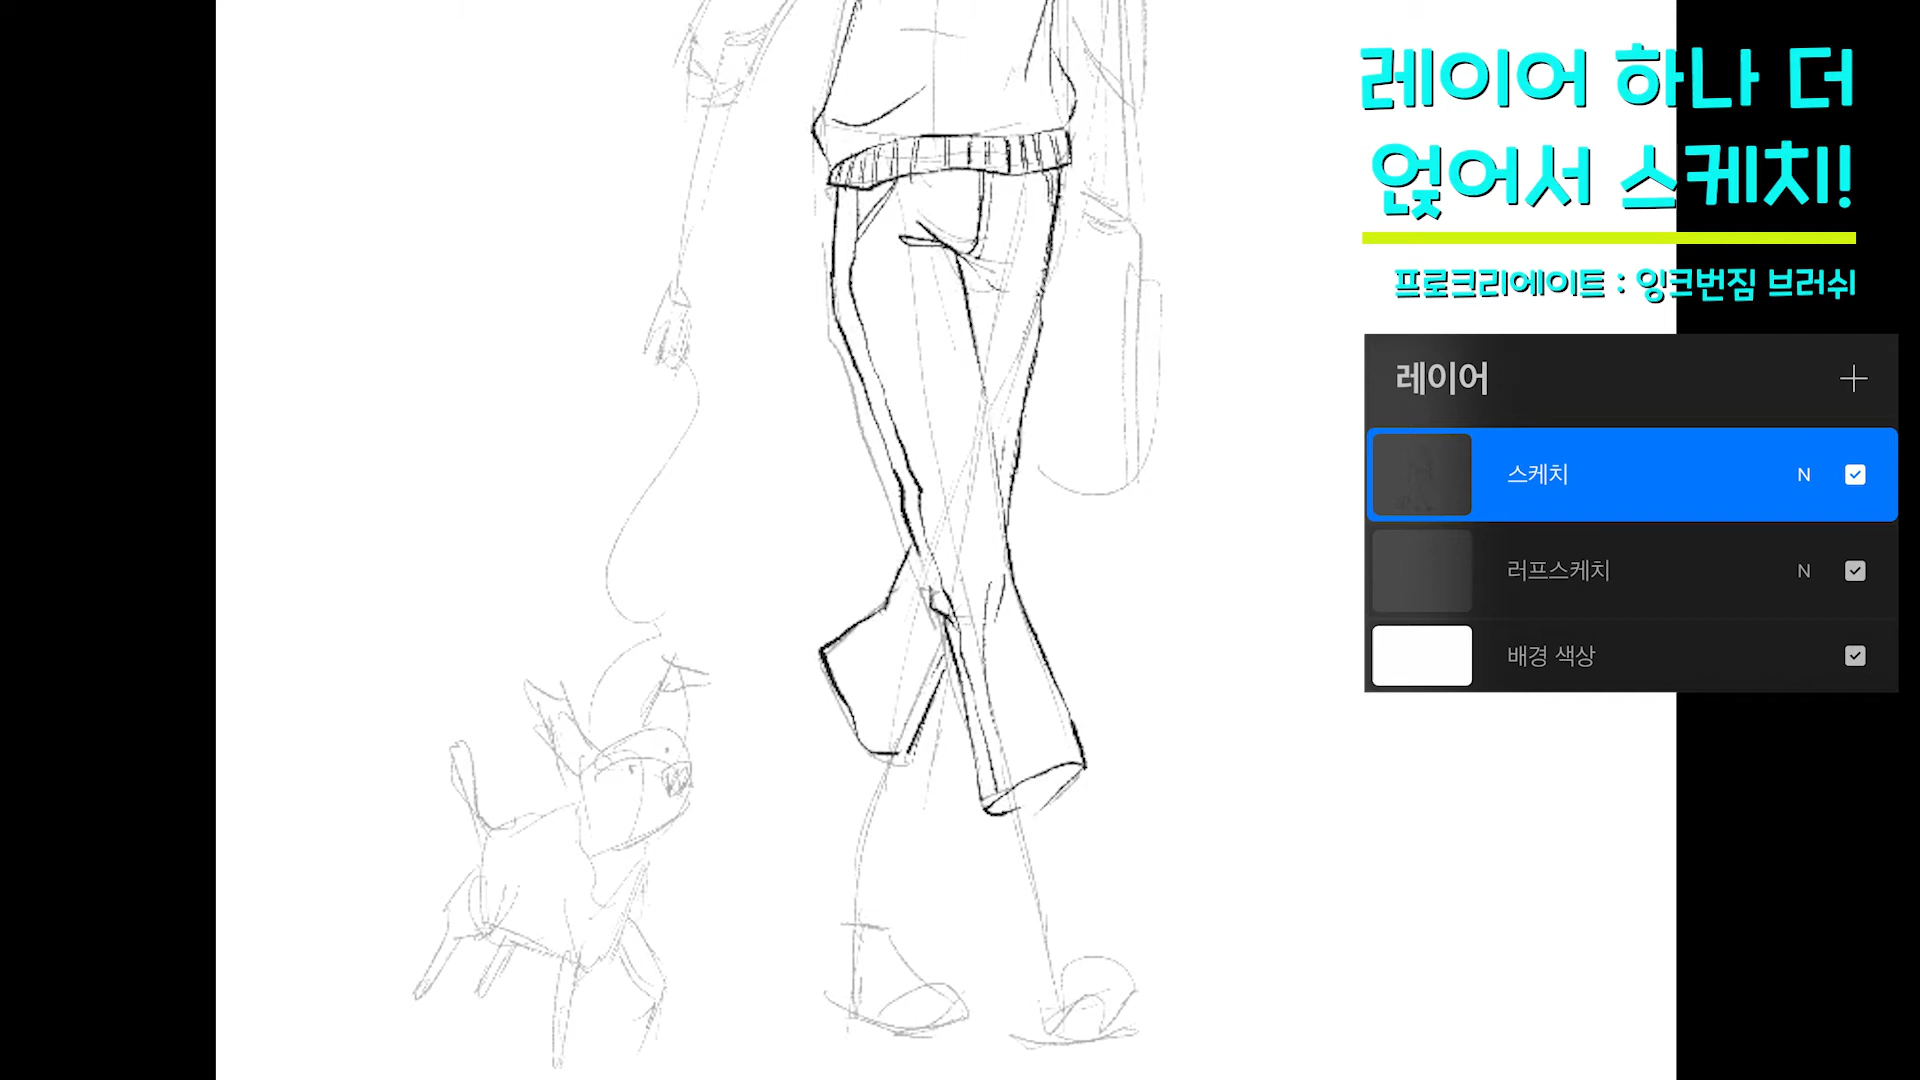 레이어 하나 더
얹어서 스케치!
프로크리에이트 : 잉크번짐 브러쉬
레이어
스케치 N
러프스케치 N
배경 색상